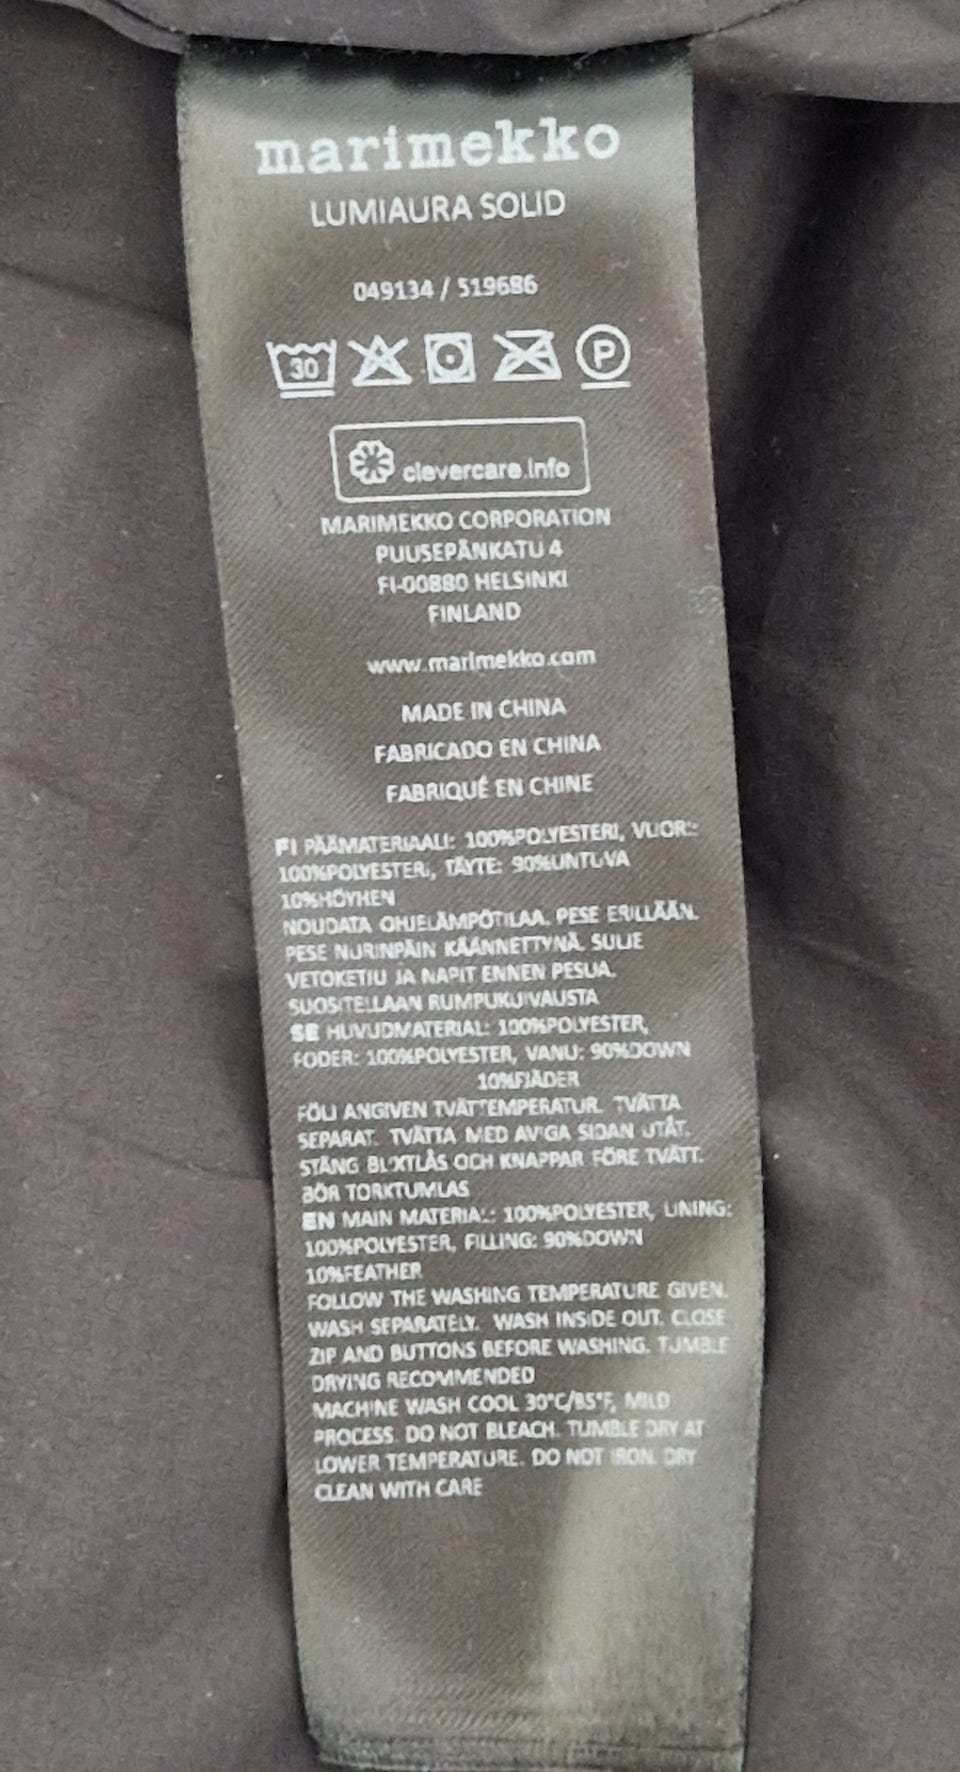 marimekko
LUMIAURA SOLID
049134 / 519686
30
P
clevercare.info
MARIMEKKO CORPORATION
PUUSEPÄNKATU 4
FI-00880 HELSINKI
FINLAND
www.marimekko.com
MADE IN CHINA
FABRICADO EN CHINA
FABRIQUÉ EN CHINE
FI PÄÄMATERIAALI: 100%POLYESTERI, VUORI:
100%POLYESTERI, TÄYTE: 90%UNTUVA
10%HÖYHEN
NOUDATA OHJELÄMPÖTILAA. PESE ERILLÄÄN.
PESE NURINPÄIN KÄÄNNETTYNÄ. SULJE
VETOKETJU JA NAPIT ENNEN PESUA.
SUOSITELLAAN RUMPUKUIVAUSTA
SE HUVUDMATERIAL: 100%POLYESTER,
FODER: 100%POLYESTER, VANU: 90%DOWN
10%FJÄDER
FÖLJ ANGIVEN TVÄTTEMPERATUR. TVÄTTA
SEPARAT. TVÄTTA MED AVIGA SIDAN UTÅT.
STÄNG BLIXTLÅS OCH KNAPPAR FÖRE TVÄTT.
BÖR TORKTUMLAS
EN MAIN MATERIAL: 100%POLYESTER, LINING:
100%POLYESTER, FILLING: 90%DOWN
10%FEATHER
FOLLOW THE WASHING TEMPERATURE GIVEN.
WASH SEPARATELY. WASH INSIDE OUT. CLOSE
ZIP AND BUTTONS BEFORE WASHING. TUMBLE
DRYING RECOMMENDED
MACHINE WASH COOL 30°C/85°F, MILD
PROCESS. DO NOT BLEACH. TUMBLE DRY AT
LOWER TEMPERATURE. DO NOT IRON. DRY
CLEAN WITH CARE